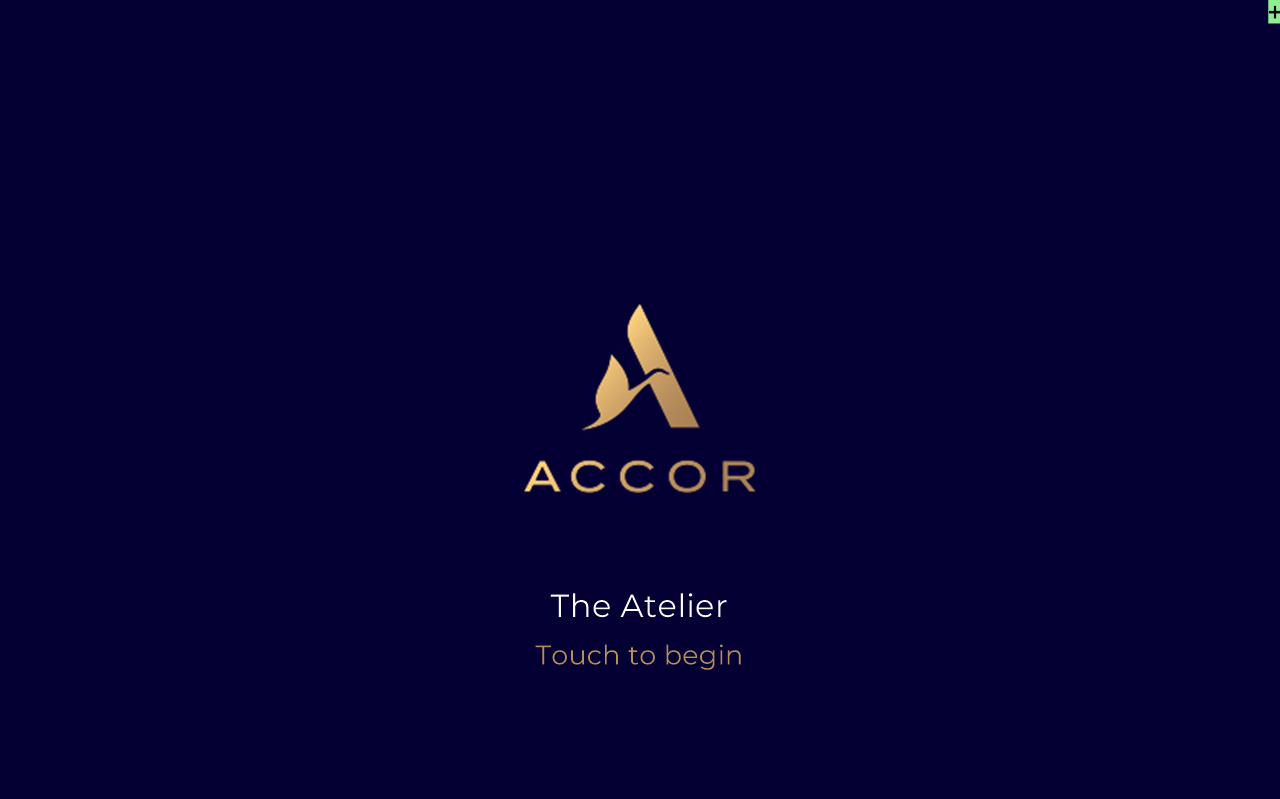 +
ACCOR
The Atelier
Touch to begin